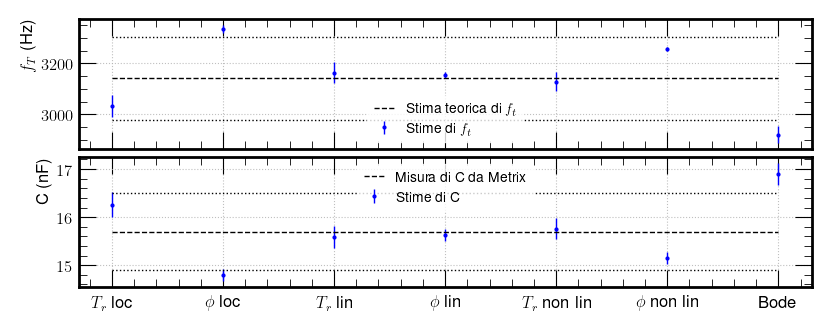 f_T (Hz)
3200
3000
Stima teorica di f_t
Stime di f_t
C (nF)
17
16
15
Misura di C da Metrix
Stime di C
T_r loc
ϕ loc
T_r lin
ϕ lin
T_r non lin
ϕ non lin
Bode